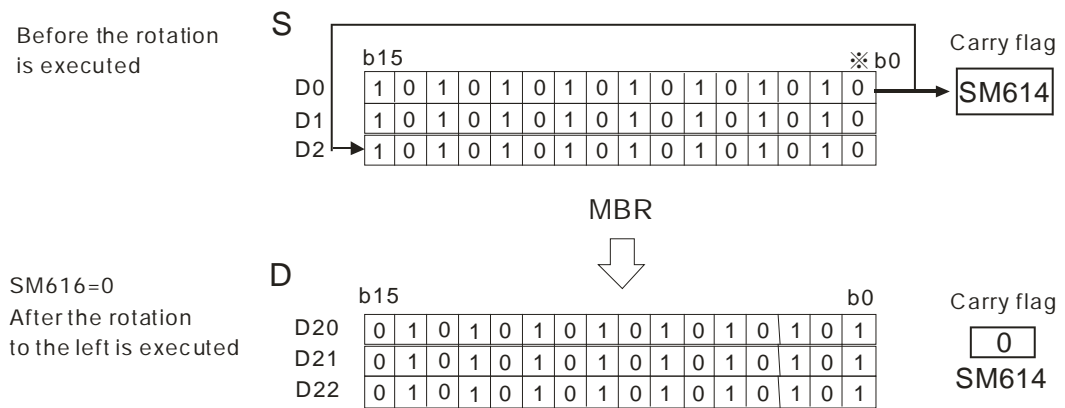 S
Before the rotation
is executed
Carry flag
b15 ※ b0
D0 1 0 1 0 1 0 1 0 1 0 1 0 1 0 1 0 SM614
D1 1 0 1 0 1 0 1 0 1 0 1 0 1 0 1 0
D2 1 0 1 0 1 0 1 0 1 0 1 0 1 0 1 0
MBR
D
SM616=0
After the rotation
to the left is executed
b15 b0
Carry flag
D20 0 1 0 1 0 1 0 1 0 1 0 1 0 1 0 1
D21 0 1 0 1 0 1 0 1 0 1 0 1 0 1 0 1
D22 0 1 0 1 0 1 0 1 0 1 0 1 0 1 0 1
0
SM614